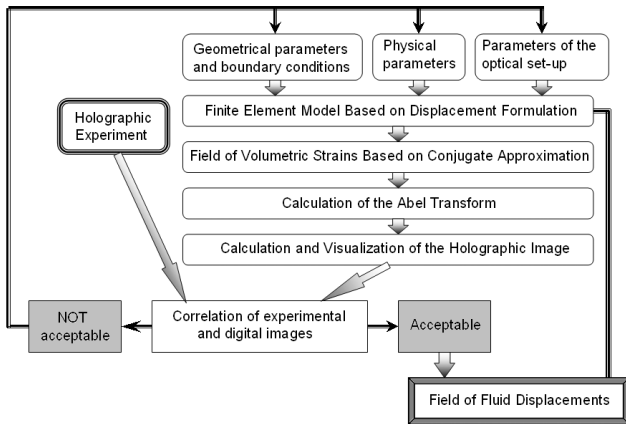 Geometrical parameters
and boundary conditions
Physical
parameters
Parameters of the
optical set-up
Holographic
Experiment
Finite Element Model Based on Displacement Formulation
Field of Volumetric Strains Based on Conjugate Approximation
Calculation of the Abel Transform
Calculation and Visualization of the Holographic Image
NOT
acceptable
Correlation of experimental
and digital images
Acceptable
Field of Fluid Displacements